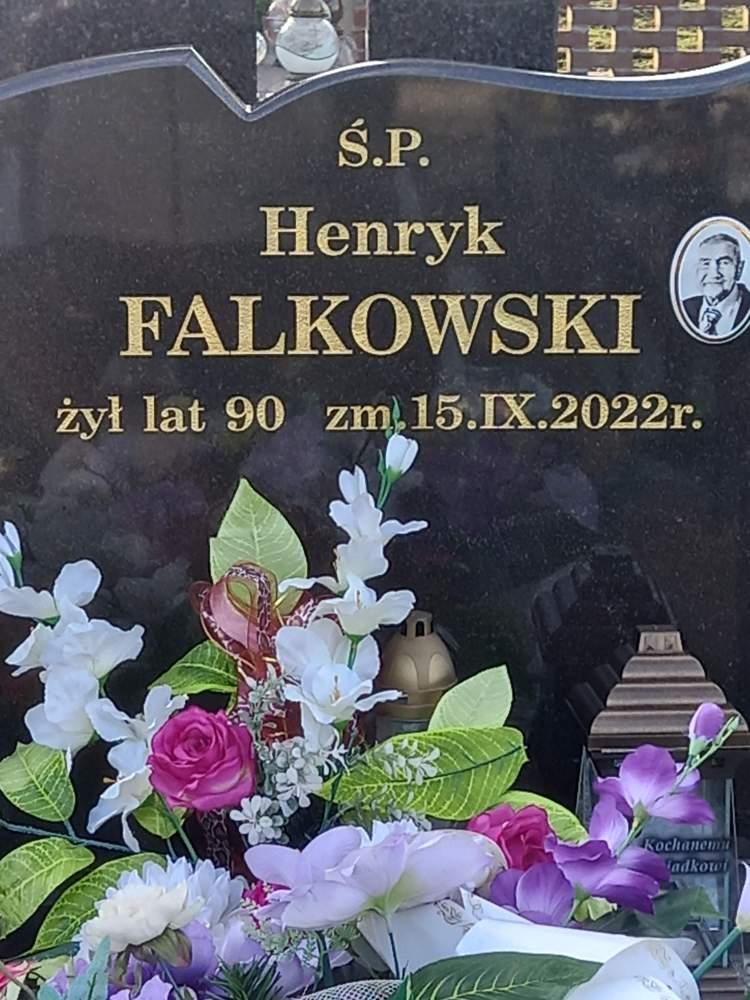 Ś.P.
Henryk
FALKOWSKI
żył lat 90 zm.15.IX.2022r.
Kochanemu